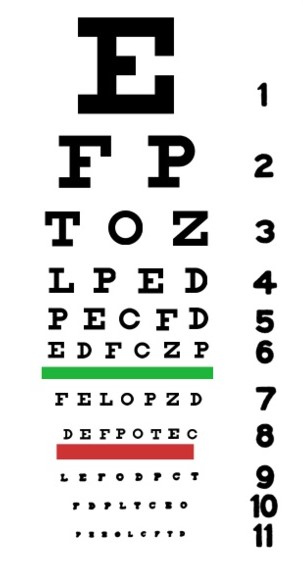 E 1
F P 2
T O Z 3
L P E D 4
P E C F D 5
E D F C Z P 6
F E L O P Z D 7
D E F P O T E C 8
L E F O D P C T 9
F D P L T C E O 10
P E Z O L C F T D 11